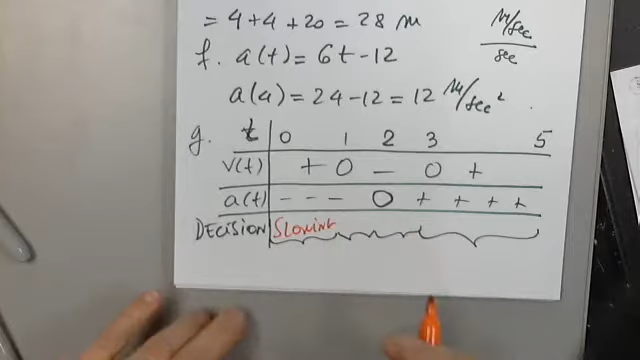 = 4+4+20 = 28 m
M/sec / sec
f. a(t)= 6t-12
a(4) = 24-12 = 12 M/sec²
g. t | 0 1 2 3 5
v(t) | + 0 - 0 +
a(t) | - - - 0 + + + +
DECISION | SLOWING